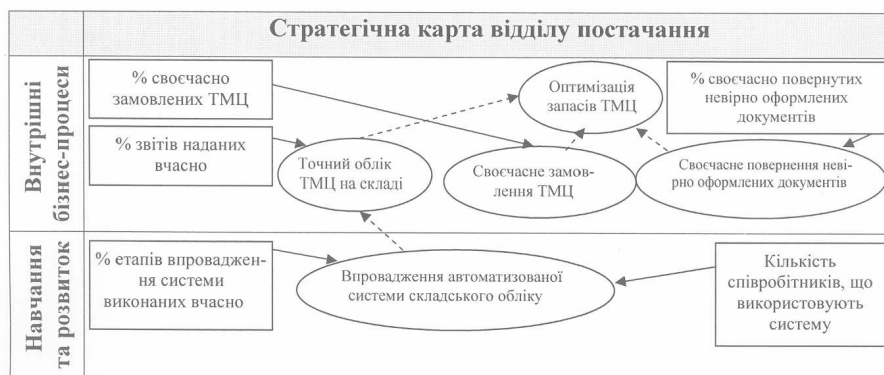 Стратегічна карта відділу постачання
Внутрішні
бізнес-процеси
% своєчасно
замовлених ТМЦ
Оптимізація
запасів ТМЦ
% своєчасно повернутих
невірно оформлених
документів
% звітів наданих
вчасно
Точний облік
ТМЦ на складі
Своєчасне замов-
лення ТМЦ
Своєчасне повернення неві-
рно оформлених документів
Навчання
та розвиток
% етапів впроваджен-
ня системи
виконаних вчасно
Впровадження автоматизованої
системи складського обліку
Кількість
співробітників, що
використовують
систему